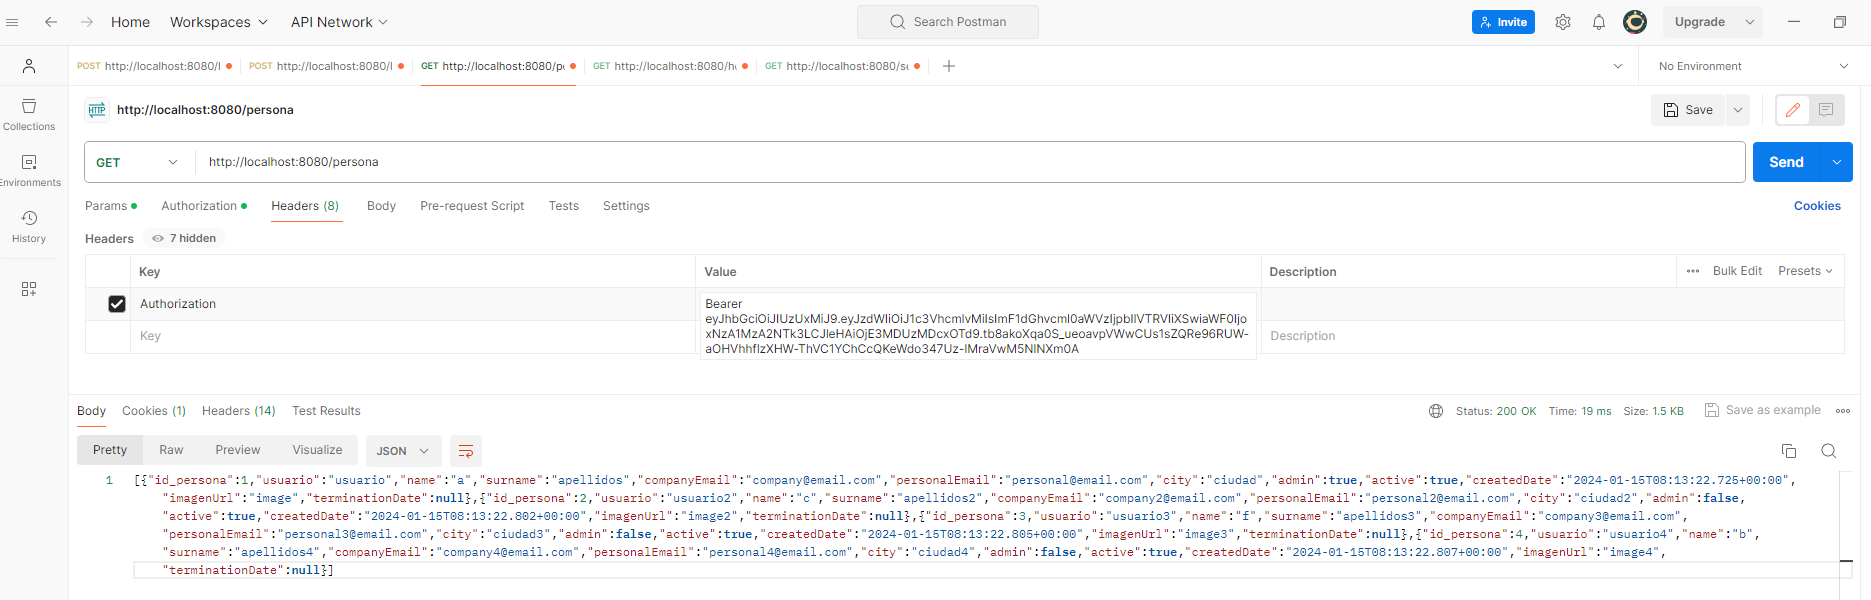 Home Workspaces API Network Search Postman Invite Upgrade
POST http://localhost:8080/l POST http://localhost:8080/l GET http://localhost:8080/pe GET http://localhost:8080/he GET http://localhost:8080/se No Environment
HTTP http://localhost:8080/persona Save
Collections
GET http://localhost:8080/persona Send
Environments
Params Authorization Headers (8) Body Pre-request Script Tests Settings Cookies
History
Headers 7 hidden
Key Value Description Bulk Edit Presets
Authorization Bearer
Key Description
Body Cookies (1) Headers (14) Test Results Status: 200 OK Time: 19 ms Size: 1.5 KB Save as example
Pretty Raw Preview Visualize JSON
1 [{"id_persona":1,"usuario":"usuario","name":"a","surname":"apellidos","companyEmail":"company@email.com","personalEmail":"personal@email.com","city":"ciudad","admin":true,"active":true,"createdDate":"2024-01-15T08:13:22.725+00:00",
"imagenUrl":"image","terminationDate":null},{"id_persona":2,"usuario":"usuario2","name":"c","surname":"apellidos2","companyEmail":"company2@email.com","personalEmail":"personal2@email.com","city":"ciudad2","admin":false,
"active":true,"createdDate":"2024-01-15T08:13:22.802+00:00","imagenUrl":"image2","terminationDate":null},{"id_persona":3,"usuario":"usuario3","name":"f","surname":"apellidos3","companyEmail":"company3@email.com",
"personalEmail":"personal3@email.com","city":"ciudad3","admin":false,"active":true,"createdDate":"2024-01-15T08:13:22.805+00:00","imagenUrl":"image3","terminationDate":null},{"id_persona":4,"usuario":"usuario4","name":"b",
"surname":"apellidos4","companyEmail":"company4@email.com","personalEmail":"personal4@email.com","city":"ciudad4","admin":false,"active":true,"createdDate":"2024-01-15T08:13:22.807+00:00","imagenUrl":"image4",
"terminationDate":null}]